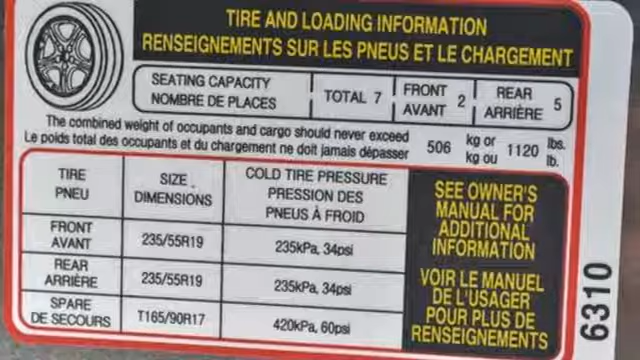 TIRE AND LOADING INFORMATION
RENSEIGNEMENTS SUR LES PNEUS ET LE CHARGEMENT
SEATING CAPACITY
NOMBRE DE PLACES
TOTAL 7
FRONT
AVANT
2
REAR
ARRIÈRE
5
The combined weight of occupants and cargo should never exceed
Le poids total des occupants et du chargement ne doit jamais dépasser
506
kg or
kg ou
1120
lbs.
lb.
TIRE
PNEU
SIZE
DIMENSIONS
COLD TIRE PRESSURE
PRESSION DES
PNEUS À FROID
FRONT
AVANT
235/55R19
235kPa, 34psi
REAR
ARRIÈRE
235/55R19
235kPa, 34psi
SPARE
DE SECOURS
T165/90R17
420kPa, 60psi
SEE OWNER'S
MANUAL FOR
ADDITIONAL
INFORMATION
VOIR LE MANUEL
DE L'USAGER
POUR PLUS DE
RENSEIGNEMENTS
6310